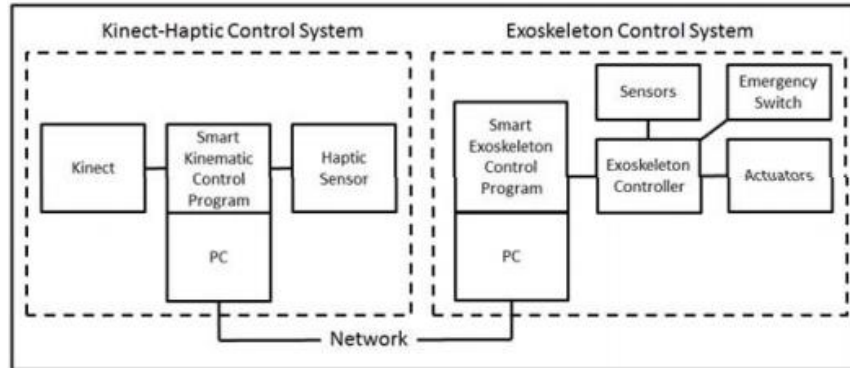 Kinect-Haptic Control System
Exoskeleton Control System
Kinect
Smart
Kinematic
Control
Program
Haptic
Sensor
PC
Smart
Exoskeleton
Control
Program
PC
Sensors
Emergency
Switch
Exoskeleton
Controller
Actuators
Network